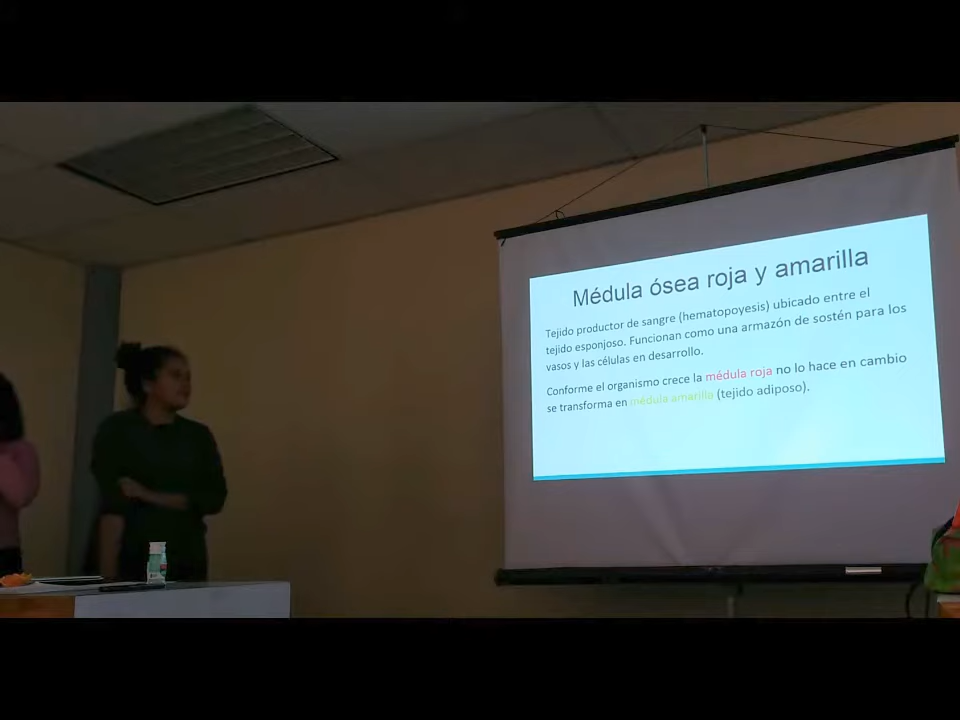 Médula ósea roja y amarilla
Tejido productor de sangre (hematopoyesis) ubicado entre el
tejido esponjoso. Funcionan como una armazón de sostén para los
vasos y las células en desarrollo.
Conforme el organismo crece la médula roja no lo hace en cambio
se transforma en médula amarilla (tejido adiposo).